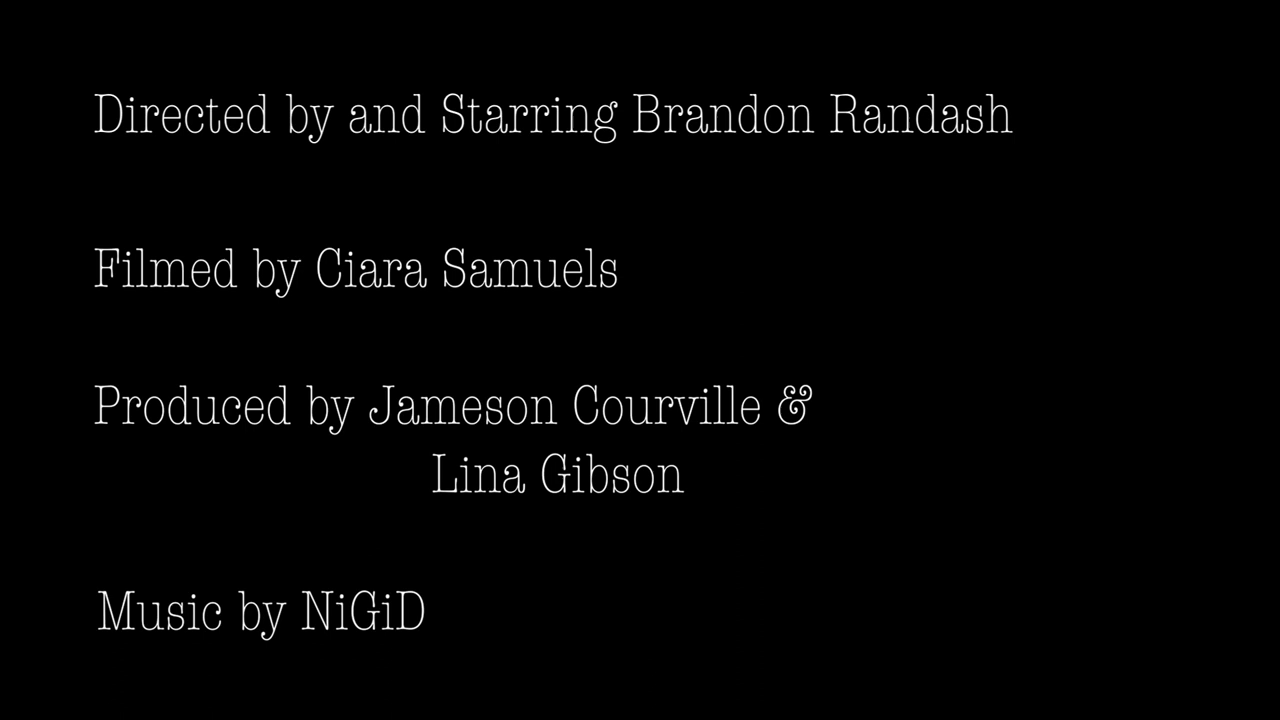 Directed by and Starring Brandon Randash
Filmed by Ciara Samuels
Produced by Jameson Courville &
Lina Gibson
Music by NiGiD